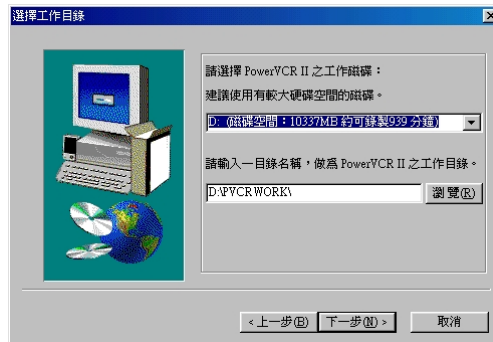 選擇工作目錄
請選擇 PowerVCR II 之工作磁碟：
建議使用有較大硬碟空間的磁碟。
D: (磁碟空間：10337MB 約可錄製939 分鐘)
請輸入一目錄名稱，做為 PowerVCR II 之工作目錄。
D:\PVCRWORK\
瀏覽(R)
<上一步(B) 下一步(N)> 取消